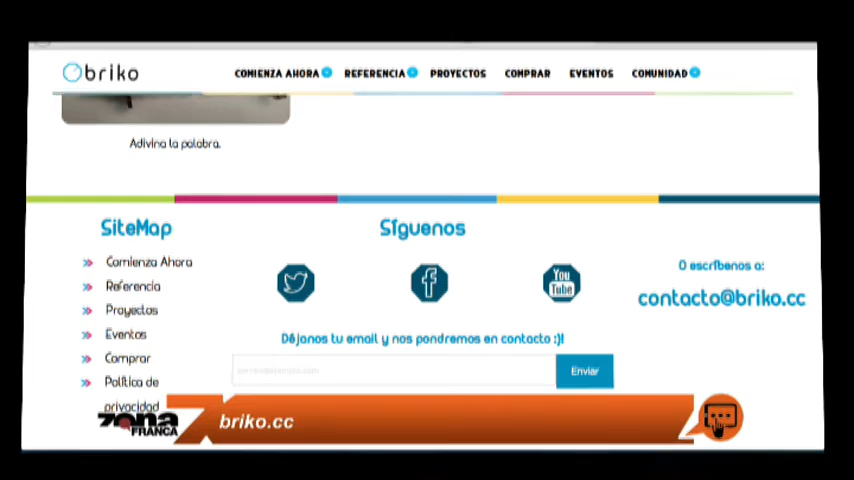 briko
COMIENZA AHORA REFERENCIA PROYECTOS COMPRAR EVENTOS COMUNIDAD
Adivina la palabra.
SiteMap
Comienza Ahora
Referencia
Proyectos
Eventos
Comprar
Política de
privacidad
Síguenos
You
Tube
Déjanos tu email y nos pondremos en contacto :)!
Enviar
O escríbenos a:
contacto@briko.cc
ZONA
FRANCA
briko.cc